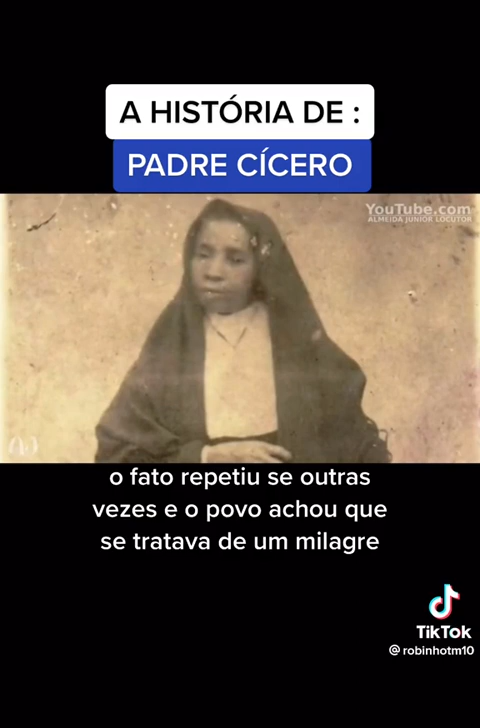 A HISTÓRIA DE :
PADRE CÍCERO
YouTube.com
ALMEIDA JUNIOR LOCUTOR
o fato repetiu se outras
vezes e o povo achou que
se tratava de um milagre
TikTok
@robinhotm10